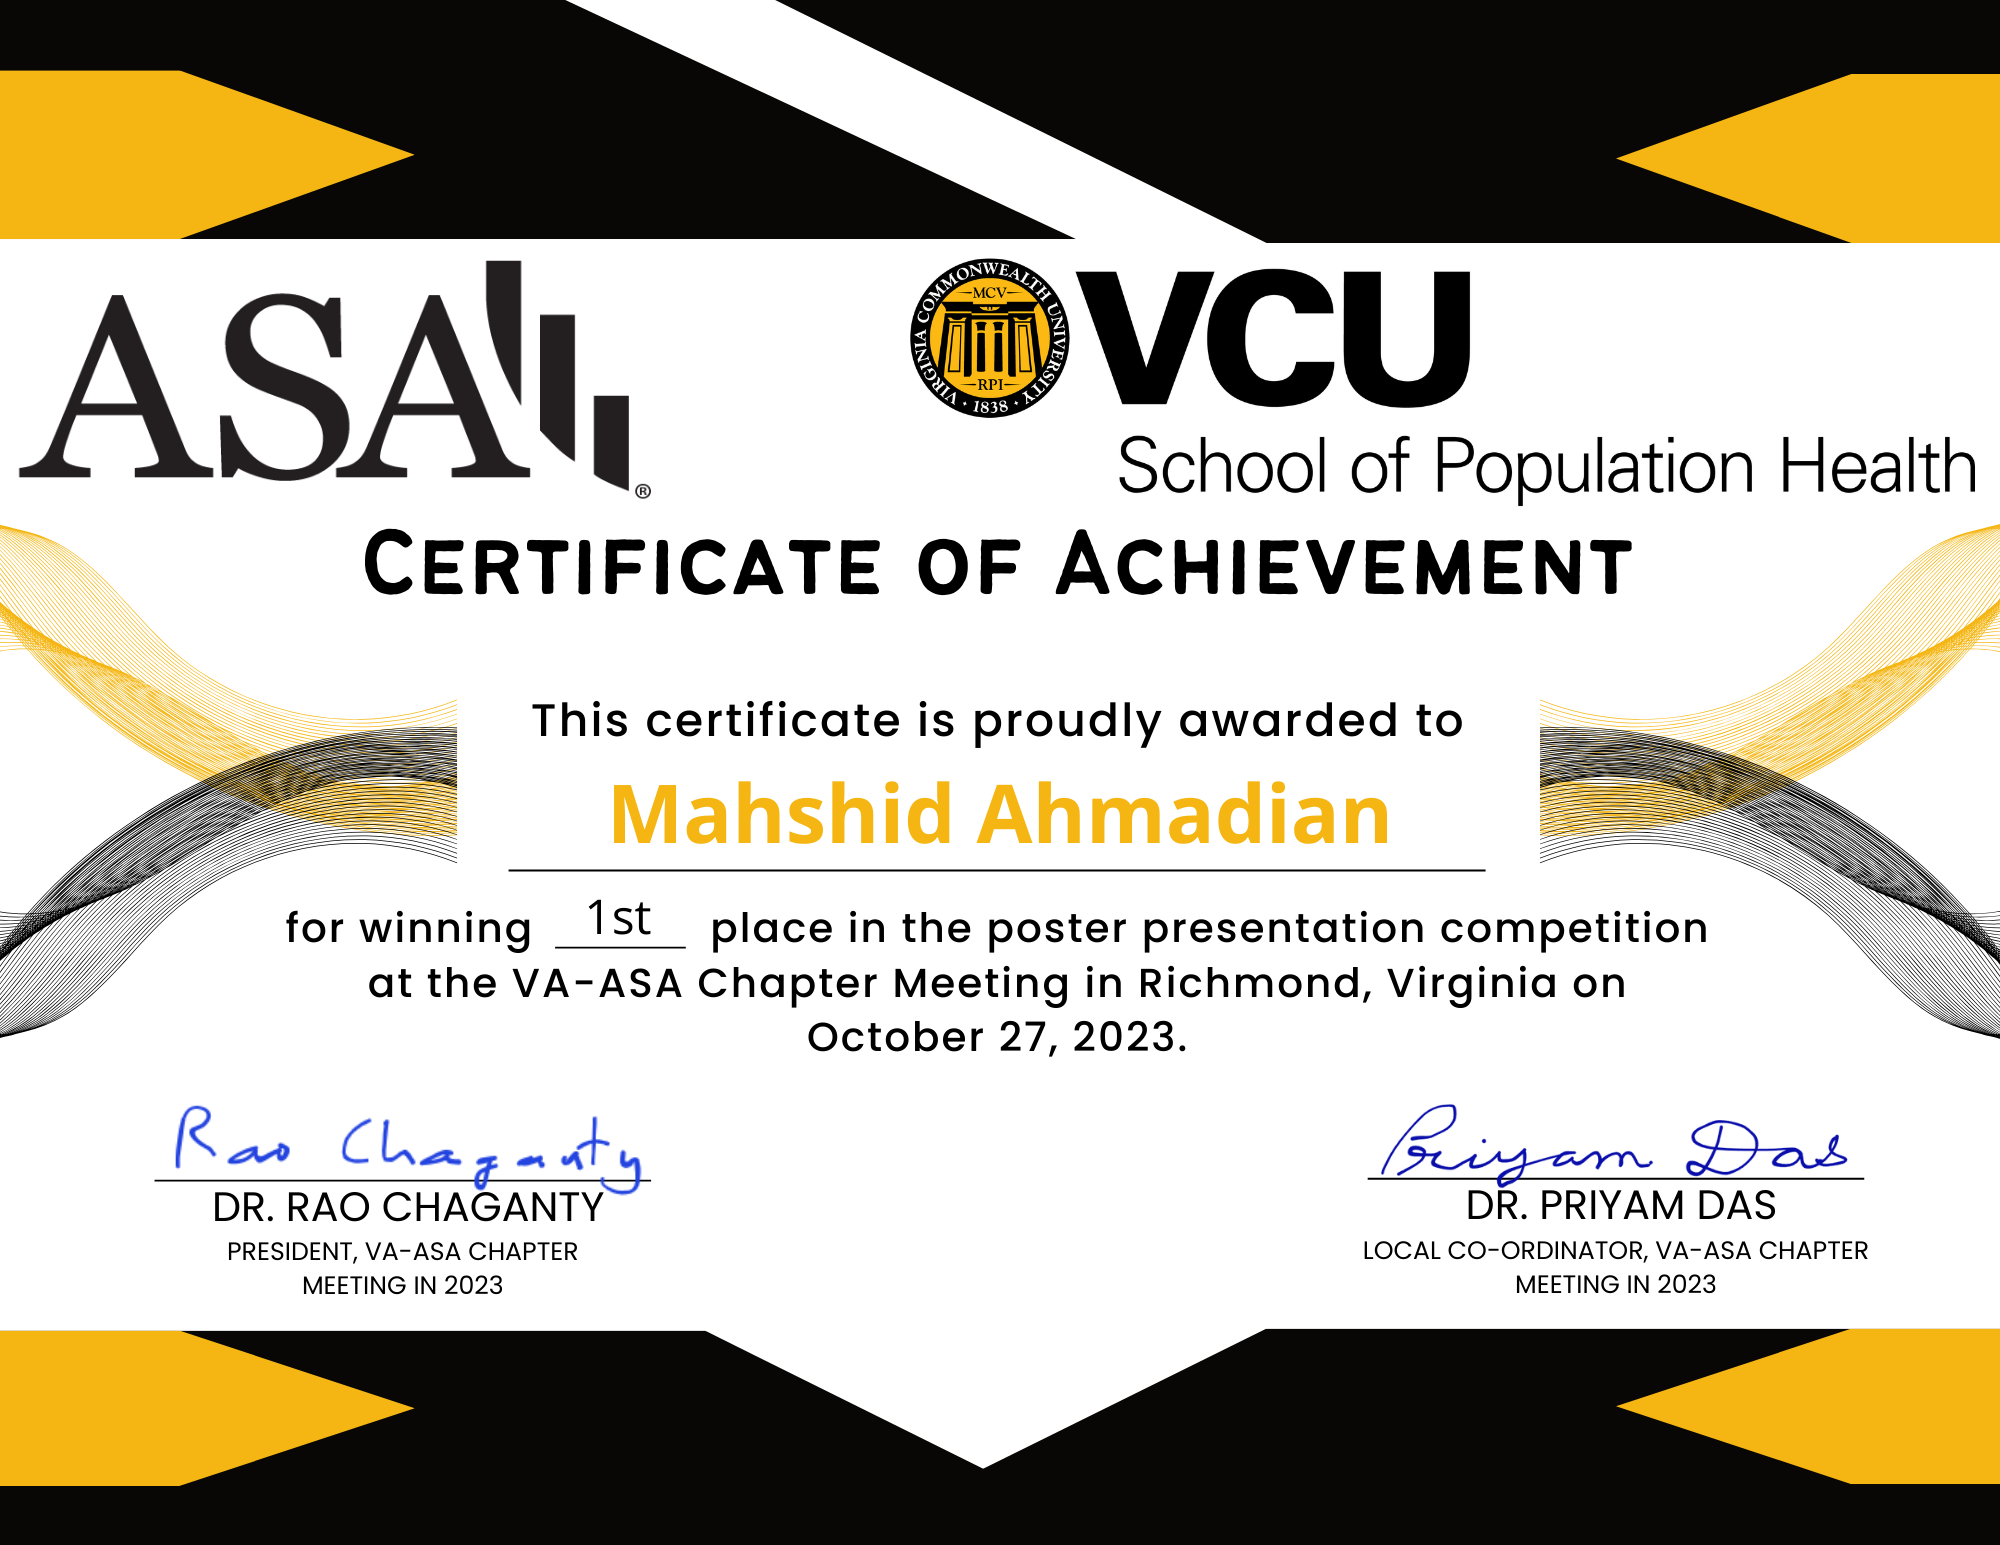 ASA
®
VIRGINIA COMMONWEALTH UNIVERSITY
MCV
RPI
1838
VCU
School of Population Health
Certificate of Achievement
This certificate is proudly awarded to
Mahshid Ahmadian
for winning 1st place in the poster presentation competition
at the VA-ASA Chapter Meeting in Richmond, Virginia on
October 27, 2023.
Rao Chaganty
DR. RAO CHAGANTY
PRESIDENT, VA-ASA CHAPTER
MEETING IN 2023
Priyam Das
DR. PRIYAM DAS
LOCAL CO-ORDINATOR, VA-ASA CHAPTER
MEETING IN 2023